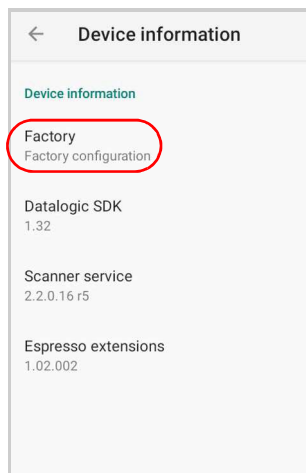 Device information
Device information
Factory
Factory configuration
Datalogic SDK
1.32
Scanner service
2.2.0.16 r5
Espresso extensions
1.02.002